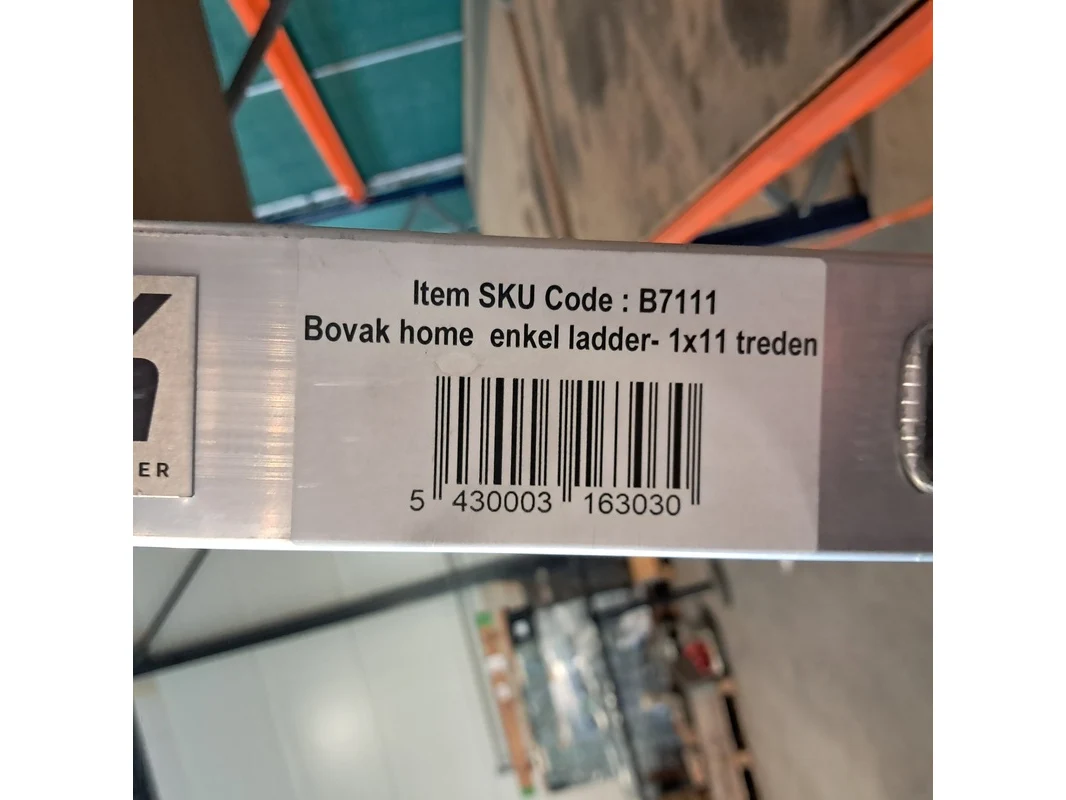 Item SKU Code : B7111
Bovak home  enkel ladder- 1x11 treden
5 430003 163030